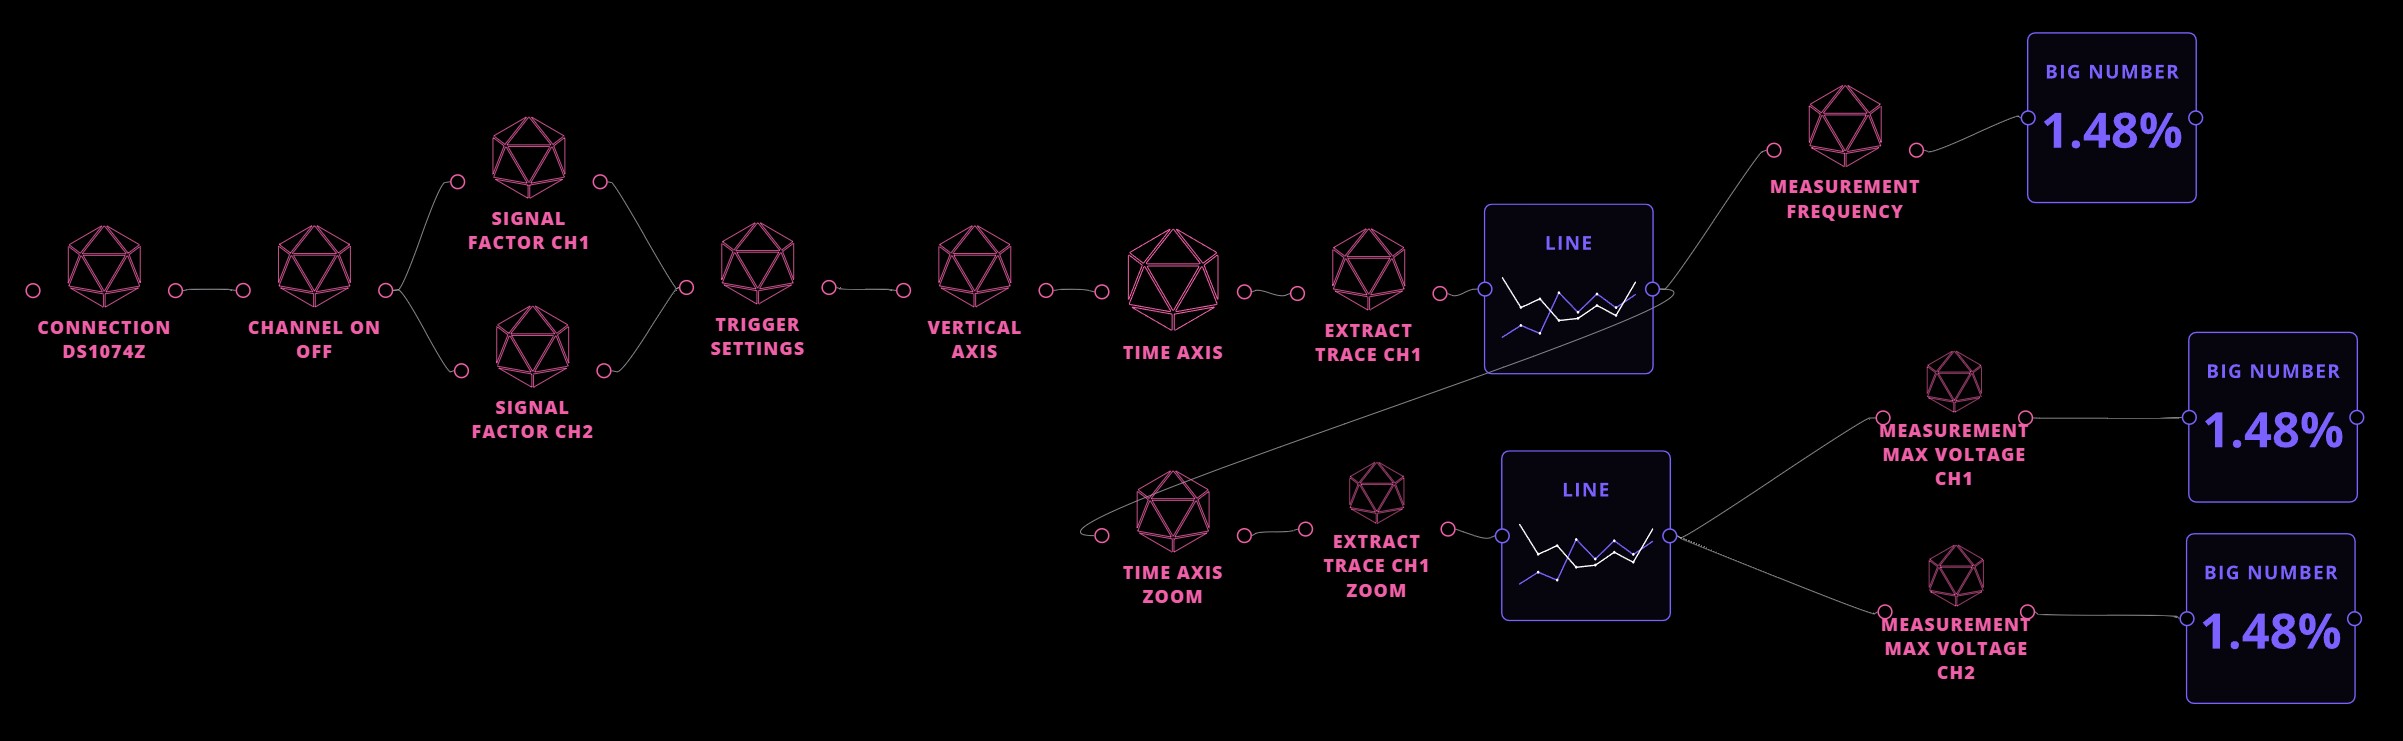 CONNECTION
DS1074Z
CHANNEL ON
OFF
SIGNAL
FACTOR CH1
SIGNAL
FACTOR CH2
TRIGGER
SETTINGS
VERTICAL
AXIS
TIME AXIS
EXTRACT
TRACE CH1
LINE
MEASUREMENT
FREQUENCY
BIG NUMBER
1.48%
TIME AXIS
ZOOM
EXTRACT
TRACE CH1
ZOOM
LINE
MEASUREMENT
MAX VOLTAGE
CH1
BIG NUMBER
1.48%
MEASUREMENT
MAX VOLTAGE
CH2
BIG NUMBER
1.48%